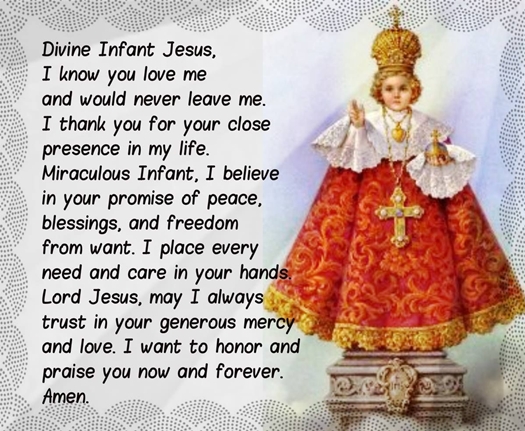 Divine Infant Jesus,
I know you love me
and would never leave me.
I thank you for your close
presence in my life.
Miraculous Infant, I believe
in your promise of peace,
blessings, and freedom
from want. I place every
need and care in your hands.
Lord Jesus, may I always
trust in your generous mercy
and love. I want to honor and
praise you now and forever.
Amen.